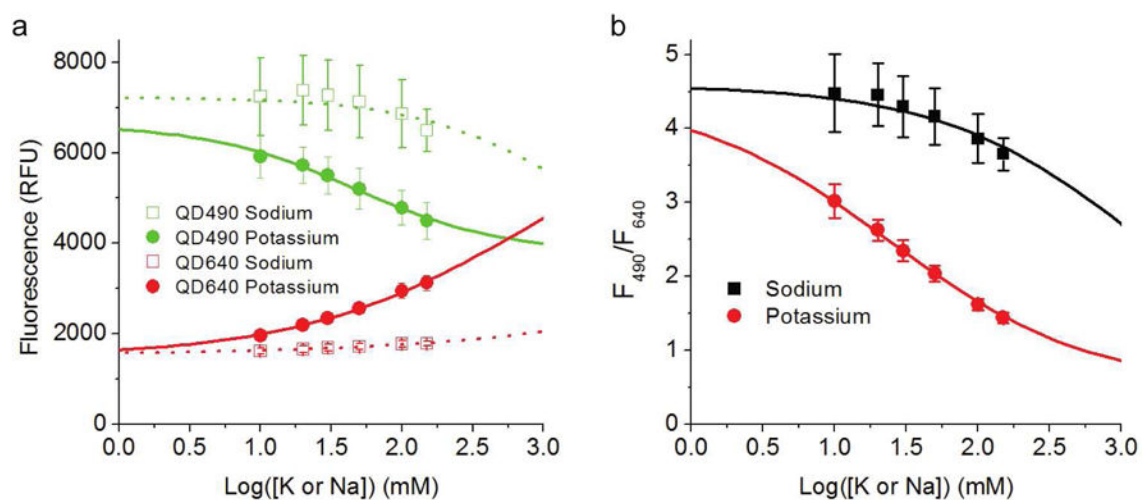 a
8000
6000
4000
2000
0
Fluorescence (RFU)
QD490 Sodium
QD490 Potassium
QD640 Sodium
QD640 Potassium
0.0 0.5 1.0 1.5 2.0 2.5 3.0
Log([K or Na]) (mM)
b
5
4
3
2
1
0
F490/F640
Sodium
Potassium
0.0 0.5 1.0 1.5 2.0 2.5 3.0
Log([K or Na]) (mM)